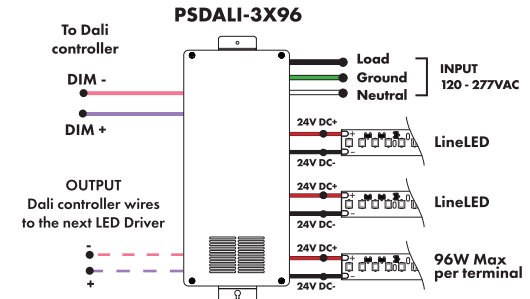 PSDALI-3X96
To Dali
controller
DIM -
DIM +
Load
Ground
Neutral
INPUT
120 - 277VAC
24V DC+
24V DC-
LineLED
OUTPUT
Dali controller wires
to the next LED Driver
-
+
24V DC+
24V DC-
LineLED
24V DC+
24V DC-
96W Max
per terminal